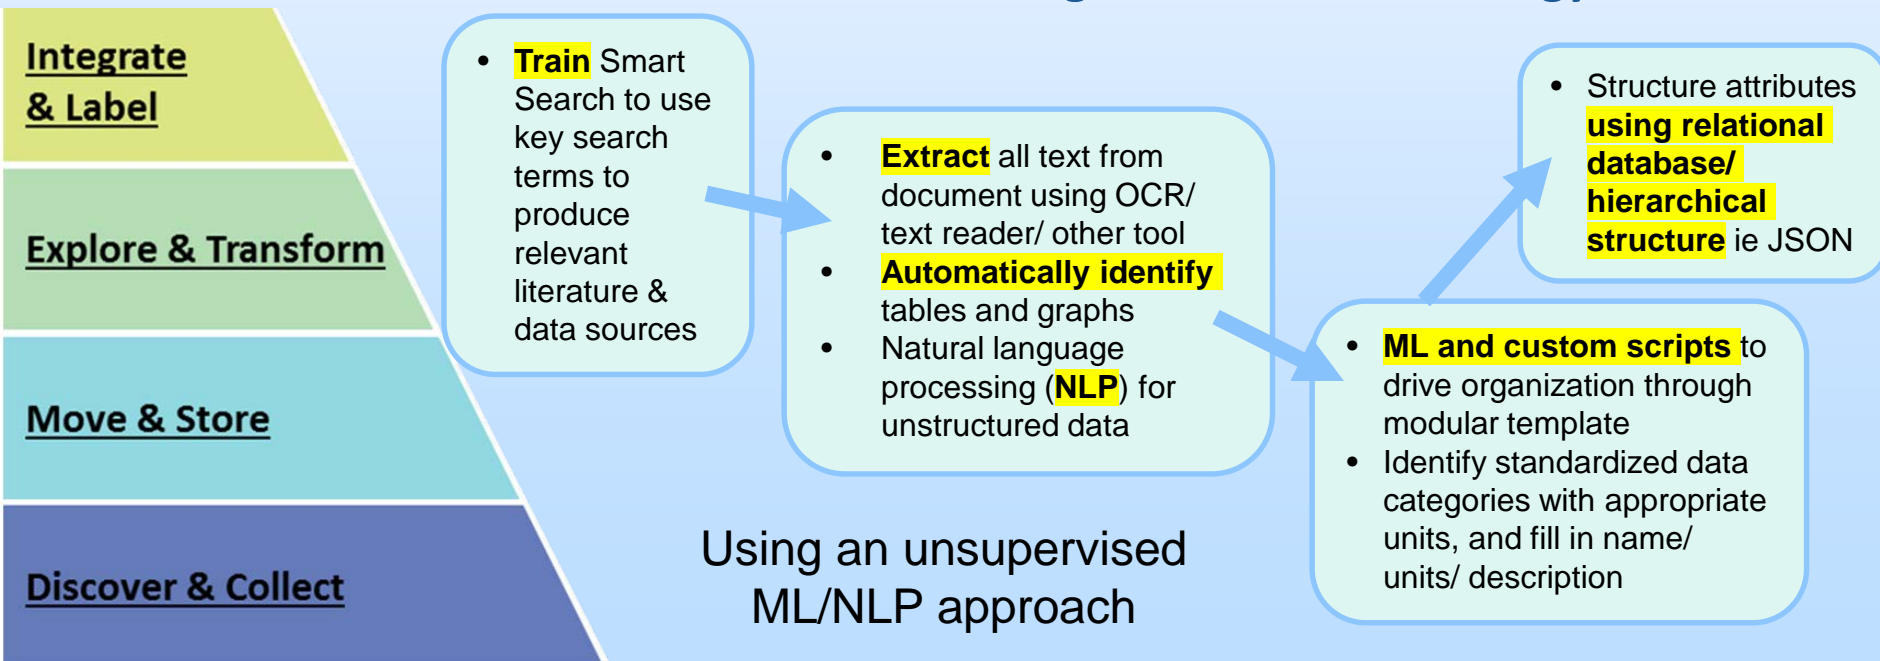 Integrate
& Label
Explore & Transform
Move & Store
Discover & Collect
• Train Smart
Search to use
key search
terms to
produce
relevant
literature &
data sources
• Extract all text from
document using OCR/
text reader/ other tool
• Automatically identify
tables and graphs
• Natural language
processing (NLP) for
unstructured data
• ML and custom scripts to
drive organization through
modular template
• Identify standardized data
categories with appropriate
units, and fill in name/
units/ description
• Structure attributes
using relational
database/
hierarchical
structure ie JSON
Using an unsupervised
ML/NLP approach